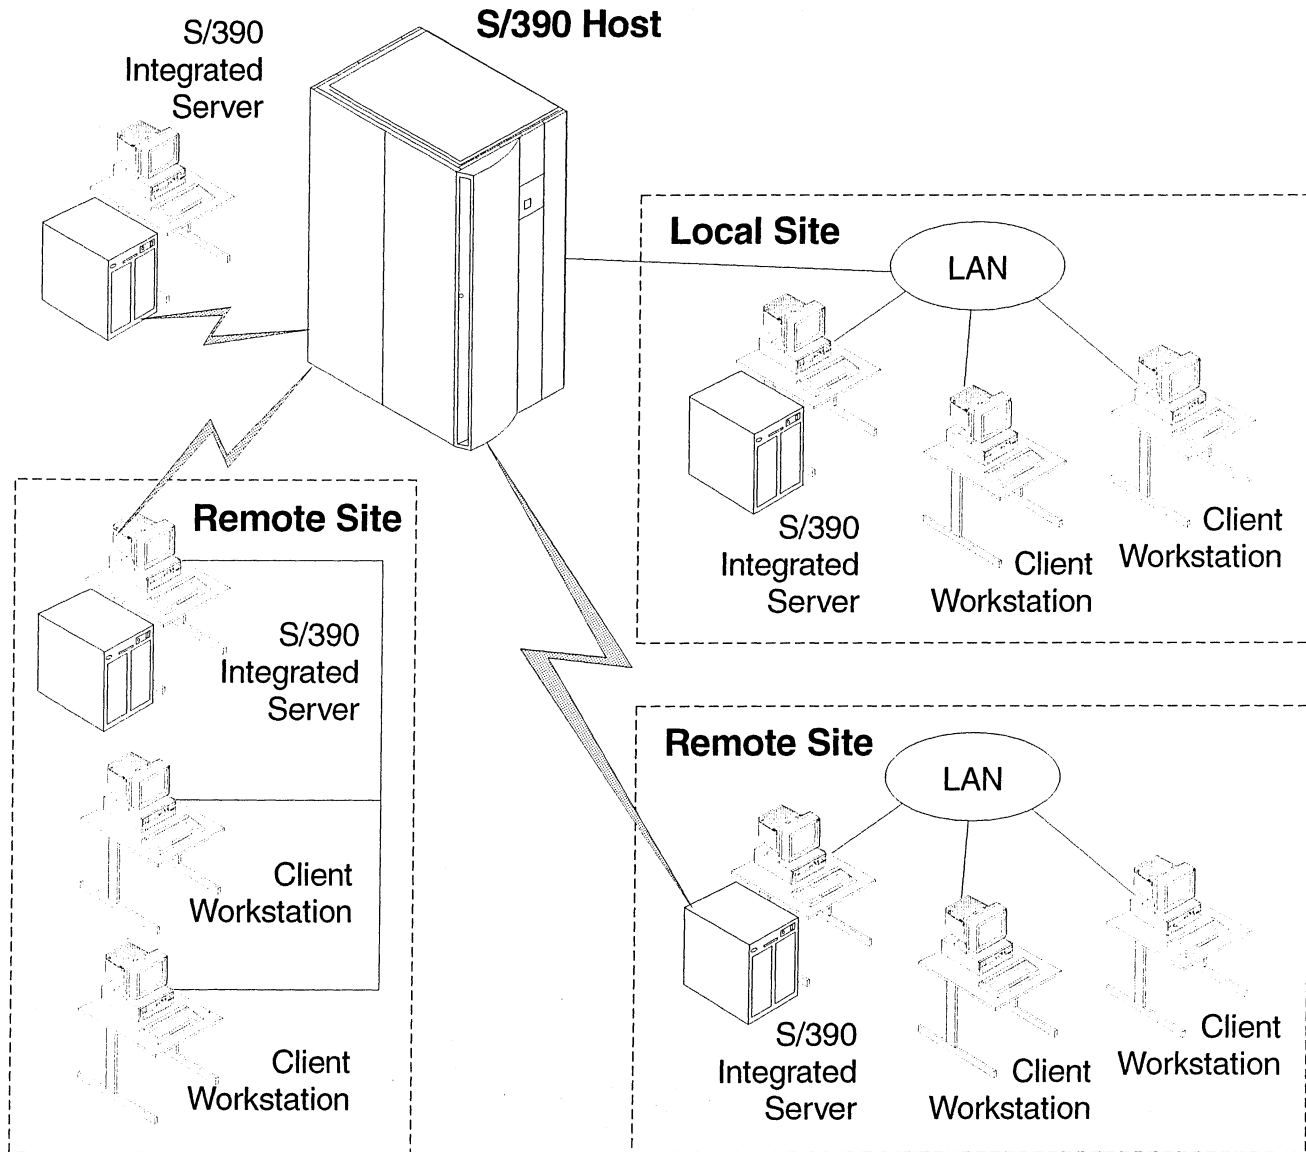 S/390 Host
S/390
Integrated
Server
Local Site
LAN
S/390
Integrated
Server
Client
Workstation
Client
Workstation
Remote Site
S/390
Integrated
Server
Client
Workstation
Client
Workstation
Remote Site
LAN
S/390
Integrated
Server
Client
Workstation
Client
Workstation